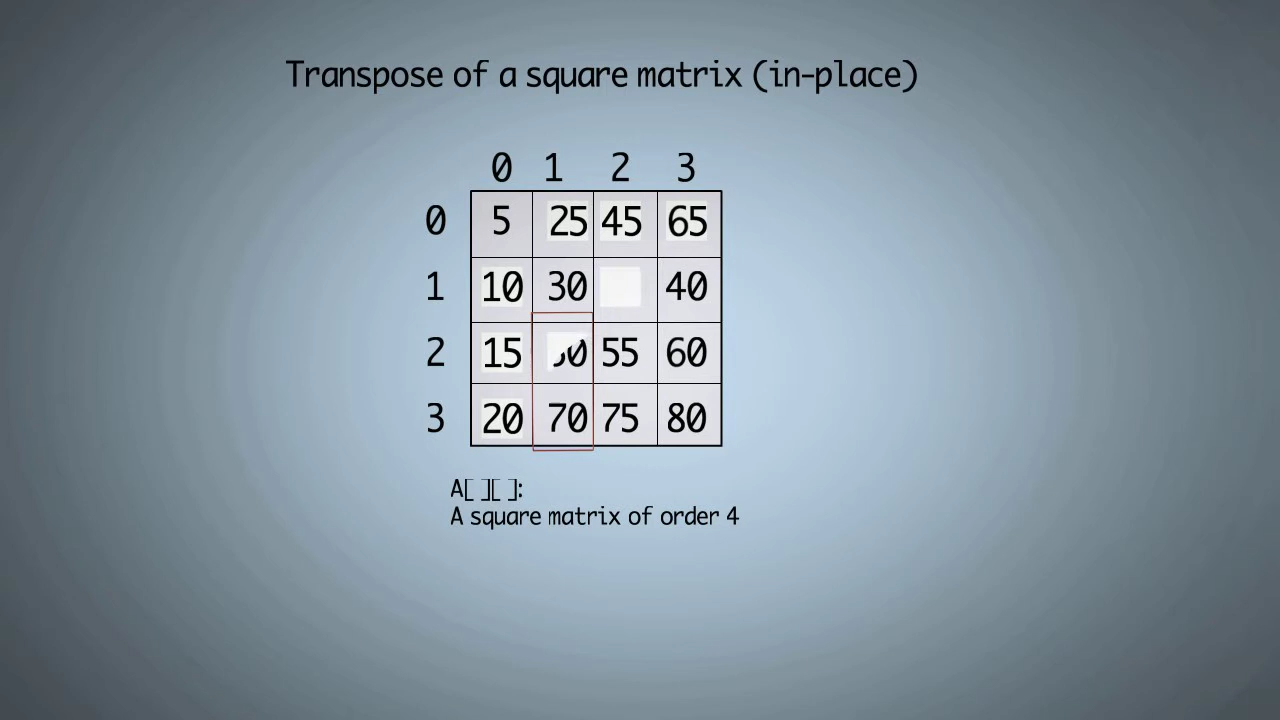 Transpose of a square matrix (in-place)
0 1 2 3
0 5 25 45 65
1 10 30 40
2 15 55 60
3 20 70 75 80
A[ ][ ]:
A square matrix of order 4